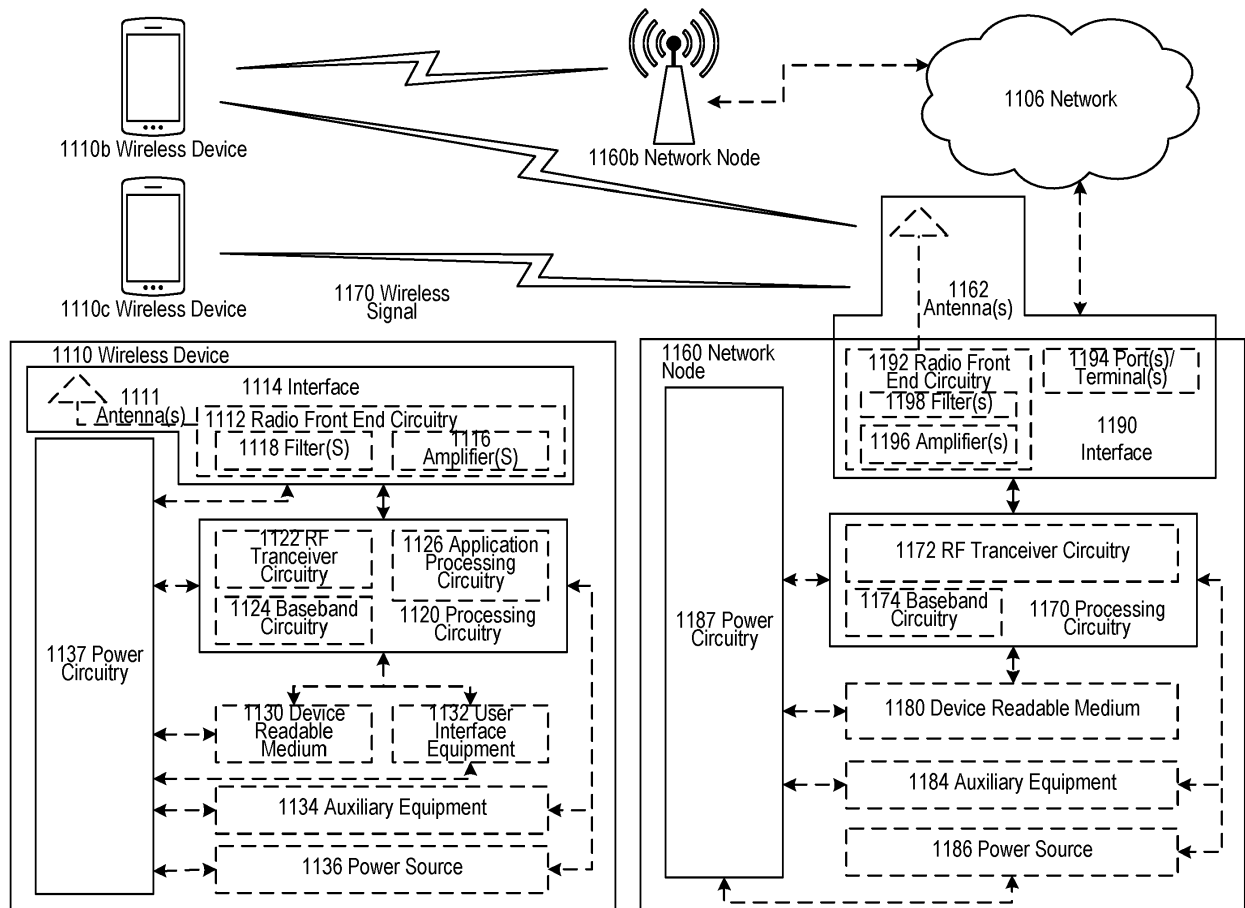 1106 Network
1110b Wireless Device
1160b Network Node
1110c Wireless Device
1170 Wireless
Signal
1162
Antenna(s)
1110 Wireless Device
1111
Antenna(s)
1114 Interface
1112 Radio Front End Circuitry
1118 Filter(S)
1116
Amplifier(S)
1137 Power
Circuitry
1122 RF
Tranceiver
Circuitry
1126 Application
Processing
Circuitry
1124 Baseband
Circuitry
1120 Processing
Circuitry
1130 Device
Readable
Medium
1132 User
Interface
Equipment
1134 Auxiliary Equipment
1136 Power Source
1160 Network
Node
1192 Radio Front
End Circuitry
1198 Filter(s)
1196 Amplifier(s)
1194 Port(s)/
Terminal(s)
1190
Interface
1187 Power
Circuitry
1172 RF Tranceiver Circuitry
1174 Baseband
Circuitry
1170 Processing
Circuitry
1180 Device Readable Medium
1184 Auxiliary Equipment
1186 Power Source